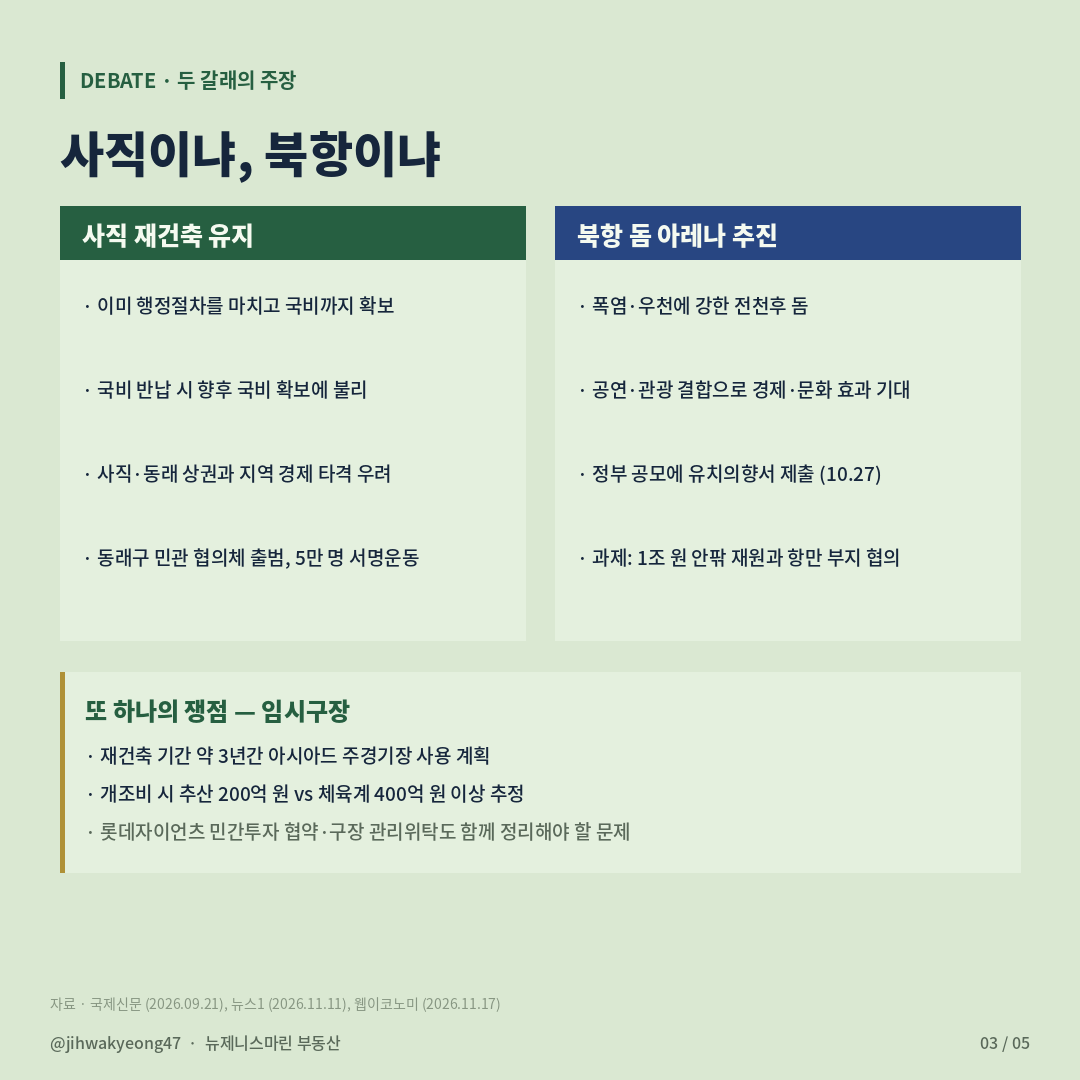 DEBATE · 두 갈래의 주장
사직이냐, 북항이냐
사직 재건축 유지
· 이미 행정절차를 마치고 국비까지 확보
· 국비 반납 시 향후 국비 확보에 불리
· 사직·동래 상권과 지역 경제 타격 우려
· 동래구 민관 협의체 출범, 5만 명 서명운동
북항 돔 아레나 추진
· 폭염·우천에 강한 전천후 돔
· 공연·관광 결합으로 경제·문화 효과 기대
· 정부 공모에 유치의향서 제출 (10.27)
· 과제: 1조 원 안팎 재원과 항만 부지 협의
또 하나의 쟁점 — 임시구장
· 재건축 기간 약 3년간 아시아드 주경기장 사용 계획
· 개조비 시 추산 200억 원 vs 체육계 400억 원 이상 추정
· 롯데자이언츠 민간투자 협약·구장 관리위탁도 함께 정리해야 할 문제
자료 · 국제신문 (2026.09.21), 뉴스1 (2026.11.11), 웹이코노미 (2026.11.17)
@jihwakyeong47 · 뉴제니스마린 부동산
03 / 05